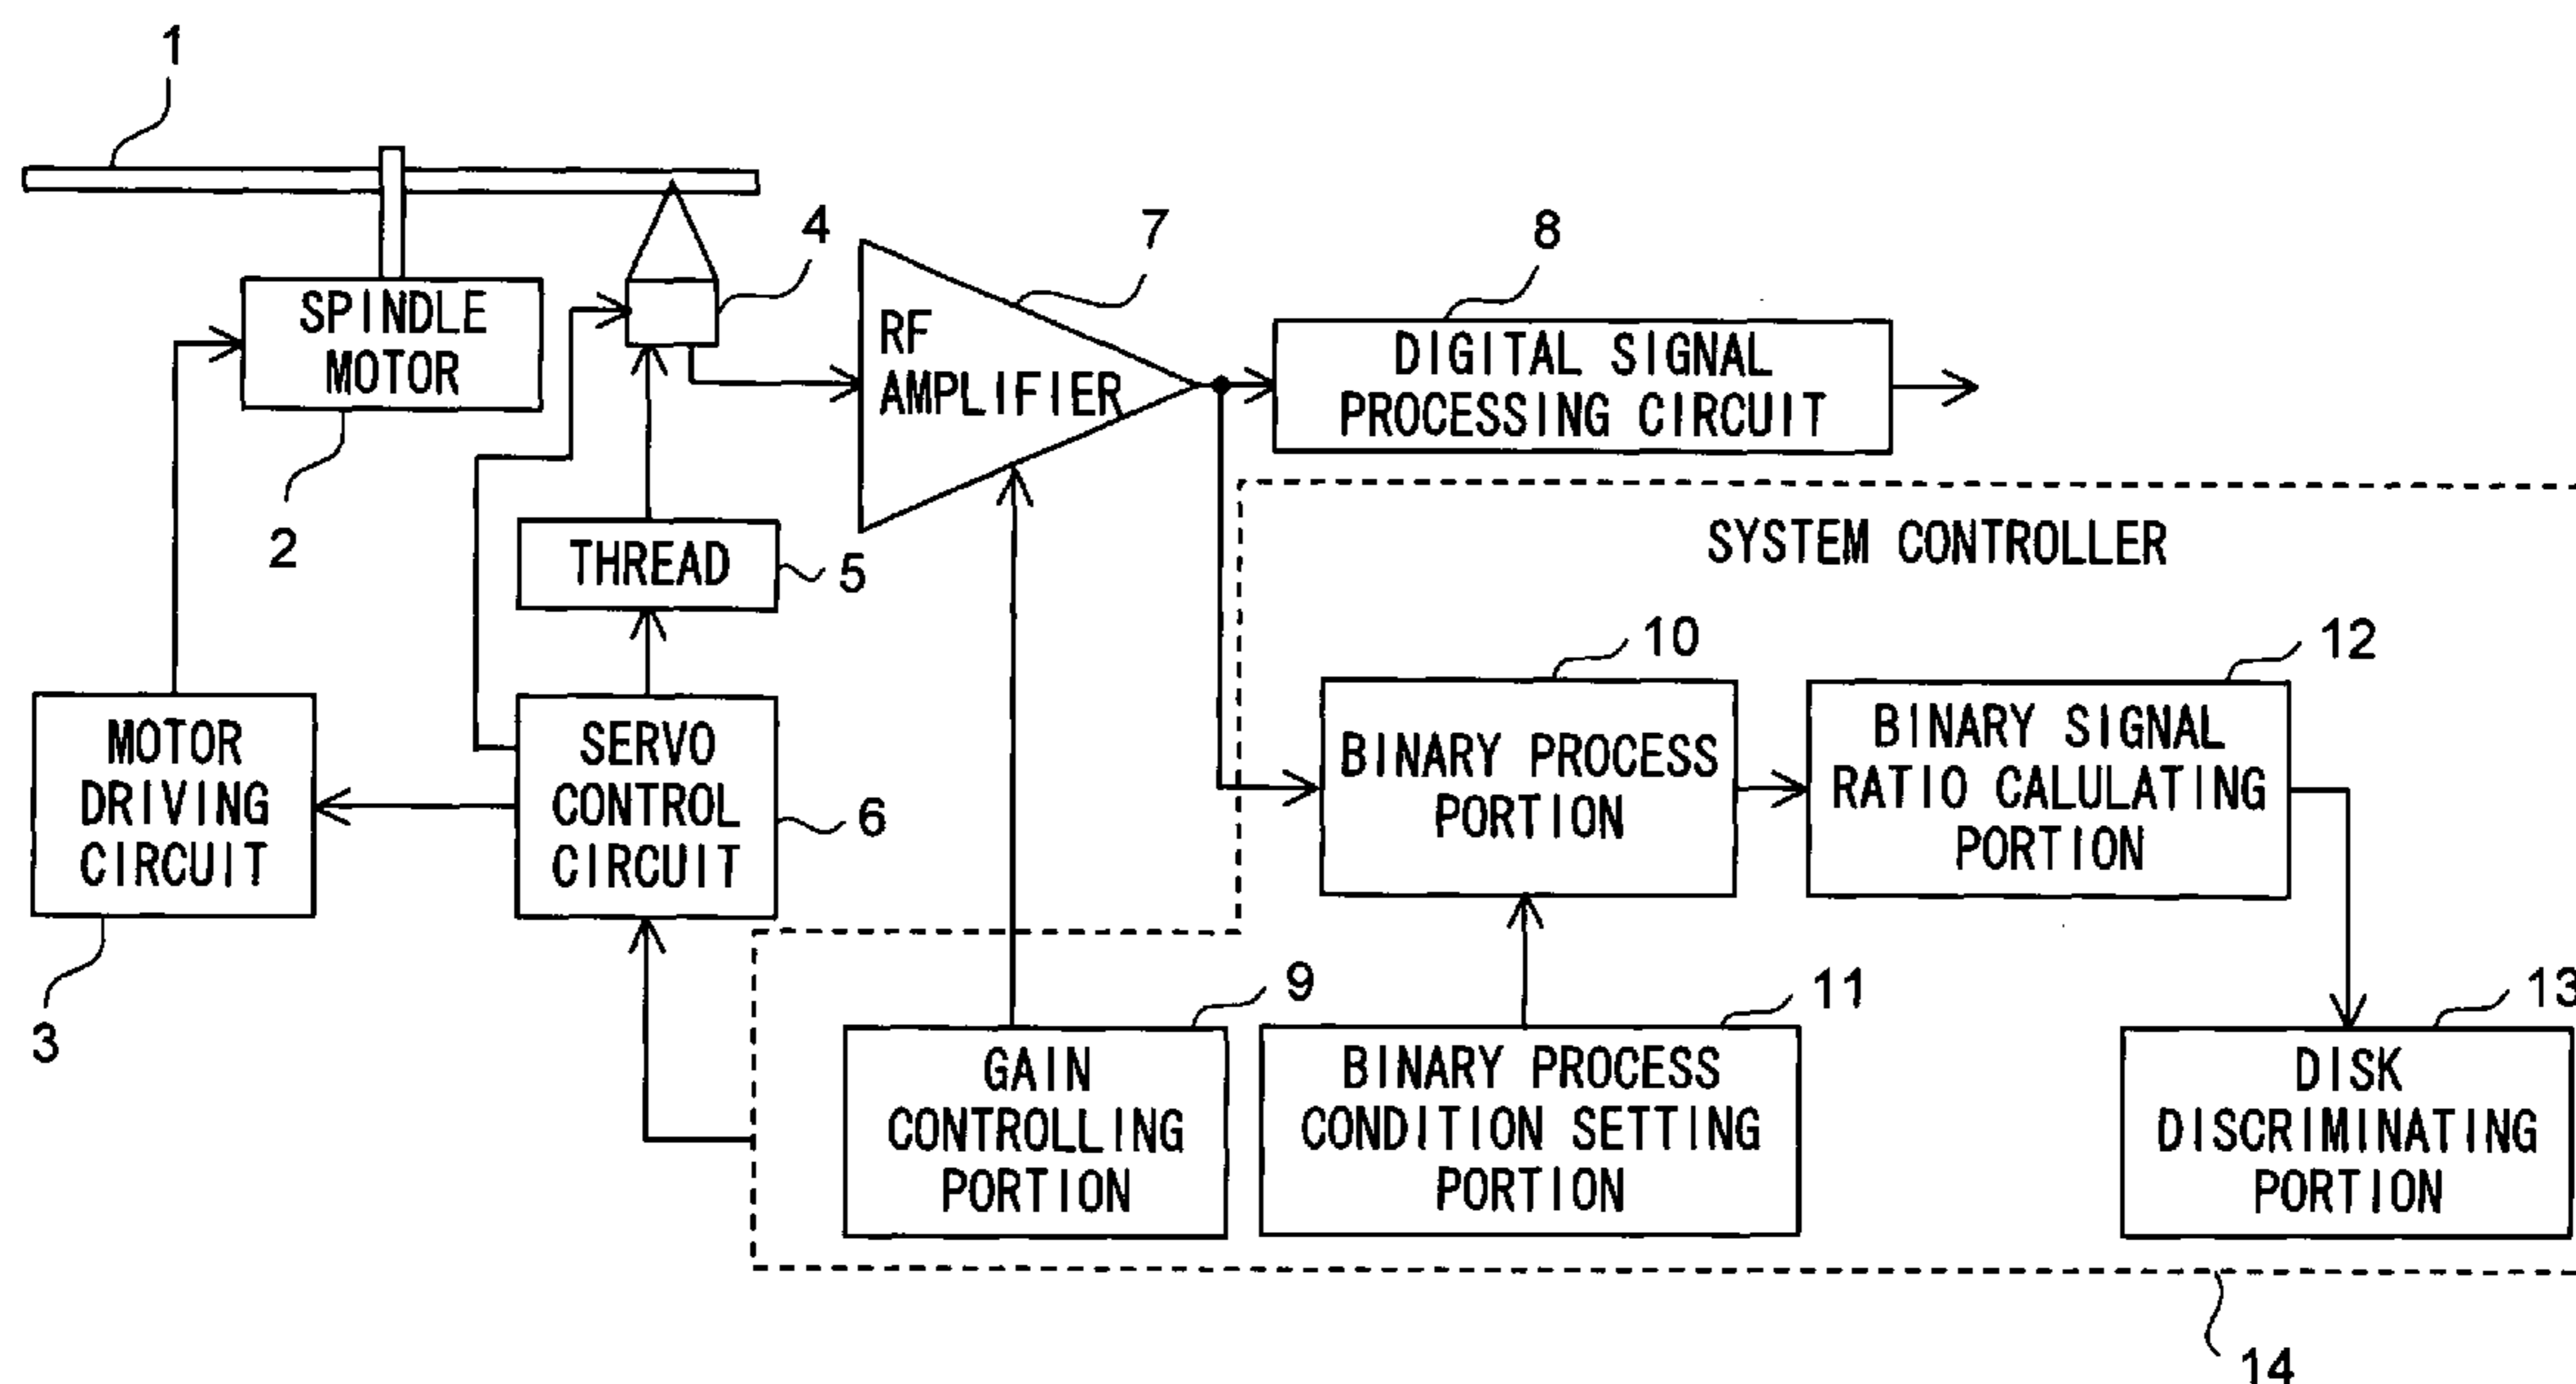 1
SPINDLE
MOTOR
2
MOTOR
DRIVING
CIRCUIT
3
4
THREAD
5
SERVO
CONTROL
CIRCUIT
6
RF
AMPLIFIER
7
8
DIGITAL SIGNAL
PROCESSING CIRCUIT
SYSTEM CONTROLLER
9
GAIN
CONTROLLING
PORTION
10
BINARY PROCESS
PORTION
11
BINARY PROCESS
CONDITION SETTING
PORTION
12
BINARY SIGNAL
RATIO CALULATING
PORTION
13
DISK
DISCRIMINATING
PORTION
14